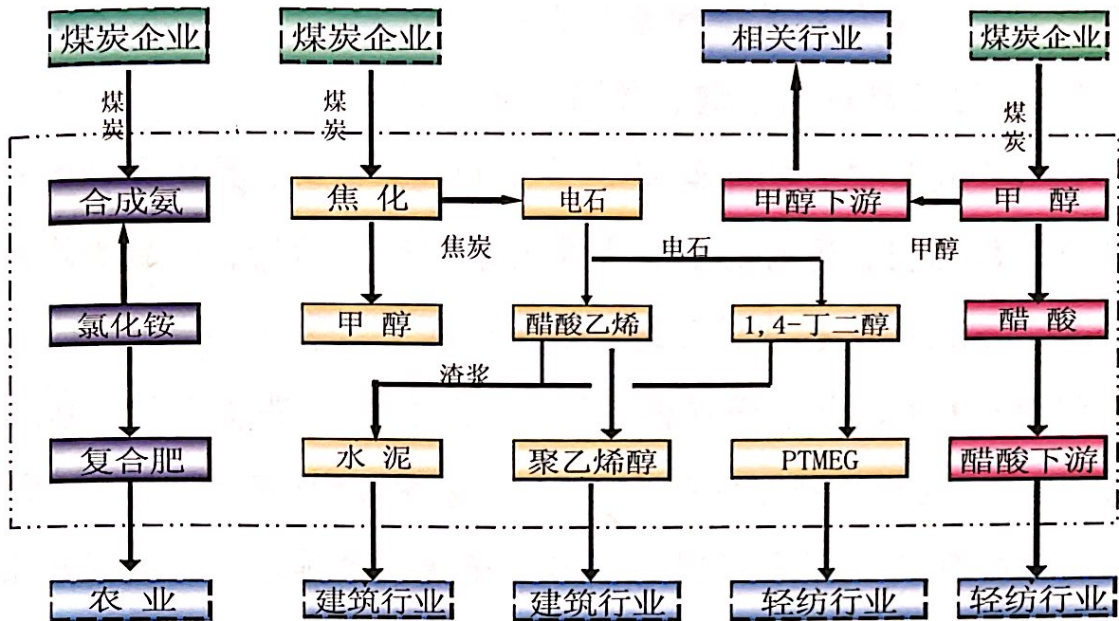 煤炭企业
煤炭企业
相关行业
煤炭企业
煤炭
煤炭
煤炭
合成氨
焦 化
电石
甲醇下游
甲 醇
焦炭
电石
甲醇
氯化铵
甲 醇
醋酸乙烯
1,4-丁二醇
醋 酸
渣浆
复合肥
水 泥
聚乙烯醇
PTMEG
醋酸下游
农 业
建筑行业
建筑行业
轻纺行业
轻纺行业